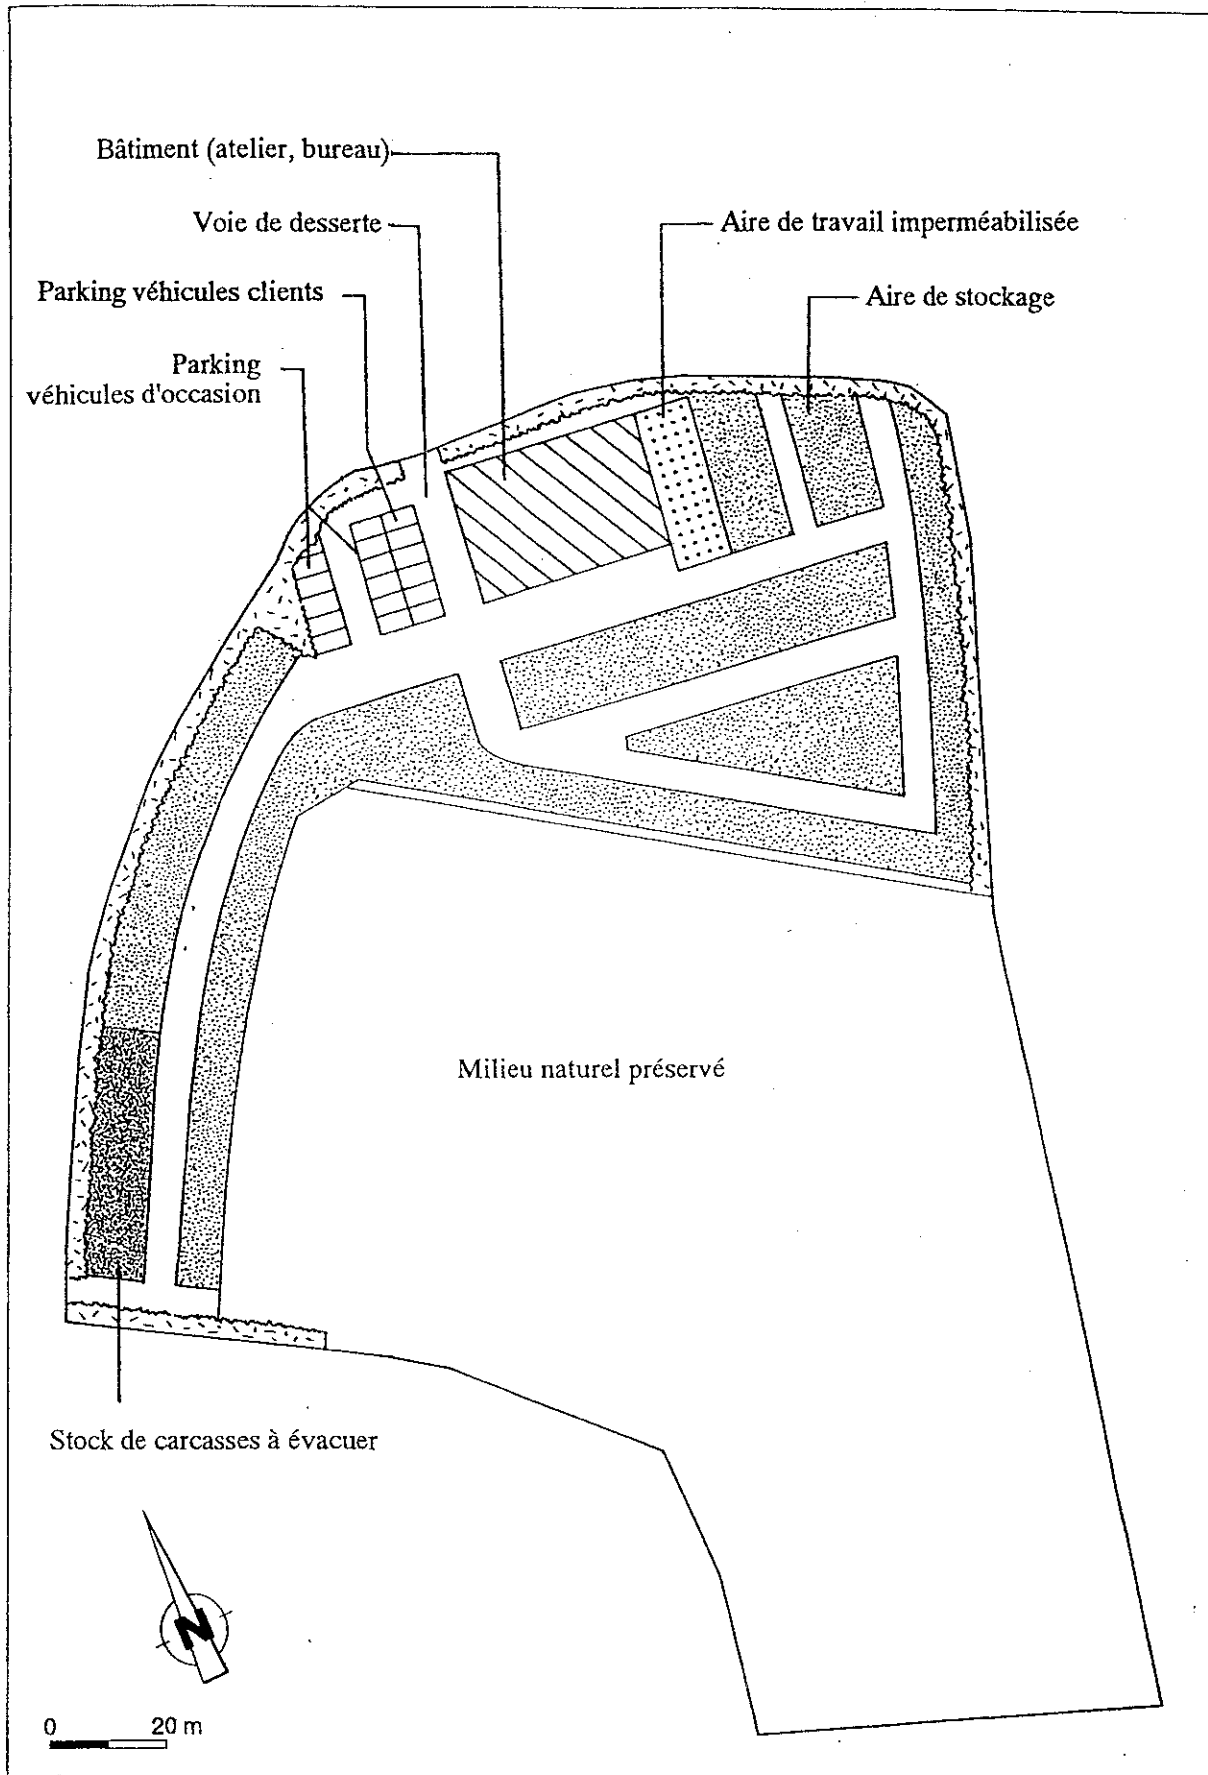 Bâtiment (atelier, bureau)
Voie de desserte
Aire de travail imperméabilisée
Parking véhicules clients
Aire de stockage
Parking
véhicules d'occasion
Milieu naturel préservé
Stock de carcasses à évacuer
N
0 20 m